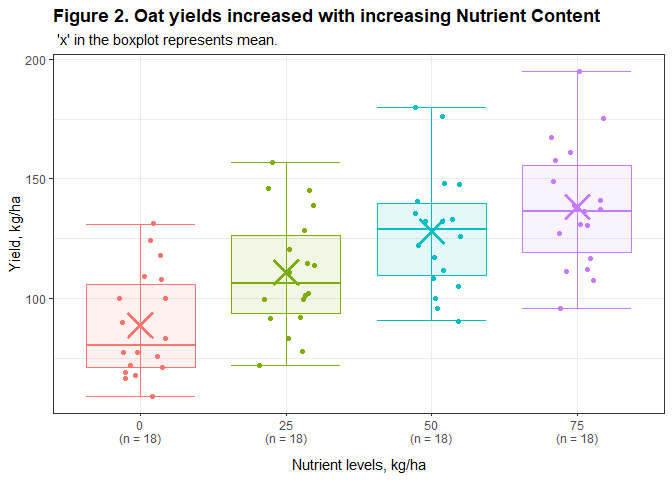 Figure 2. Oat yields increased with increasing Nutrient Content
'x' in the boxplot represents mean.
200
150
100
Yield, kg/ha
0 25 50 75
(n = 18) (n = 18) (n = 18) (n = 18)
Nutrient levels, kg/ha